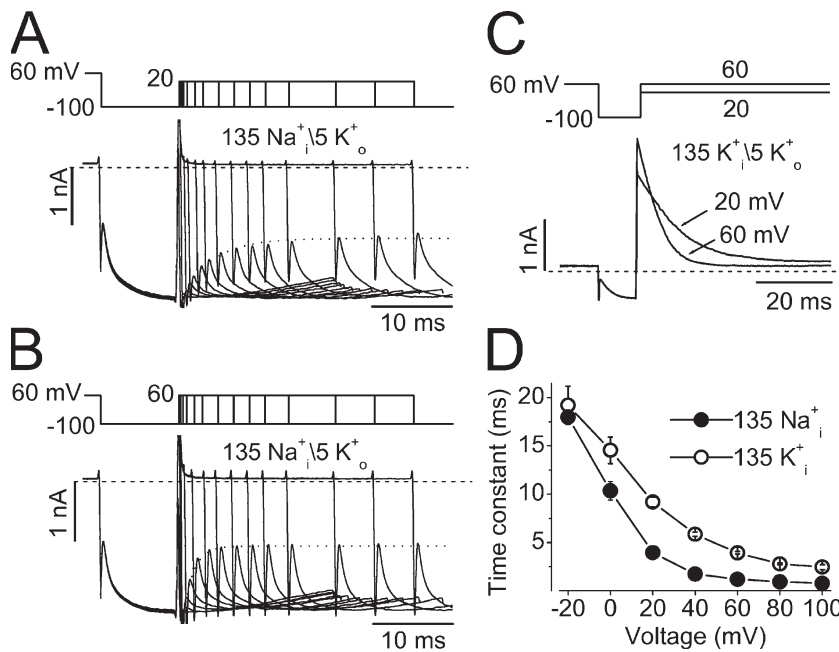 A
60 mV
-100
20
135 Na⁺ᵢ\5 K⁺ₒ
1 nA
10 ms
B
60 mV
-100
60
135 Na⁺ᵢ\5 K⁺ₒ
1 nA
10 ms
C
60 mV
-100
60
20
135 K⁺ᵢ\5 K⁺ₒ
20 mV
60 mV
1 nA
20 ms
D
Time constant (ms)
20
15
10
5
135 Na⁺ᵢ
135 K⁺ᵢ
-20 0 20 40 60 80 100
Voltage (mV)